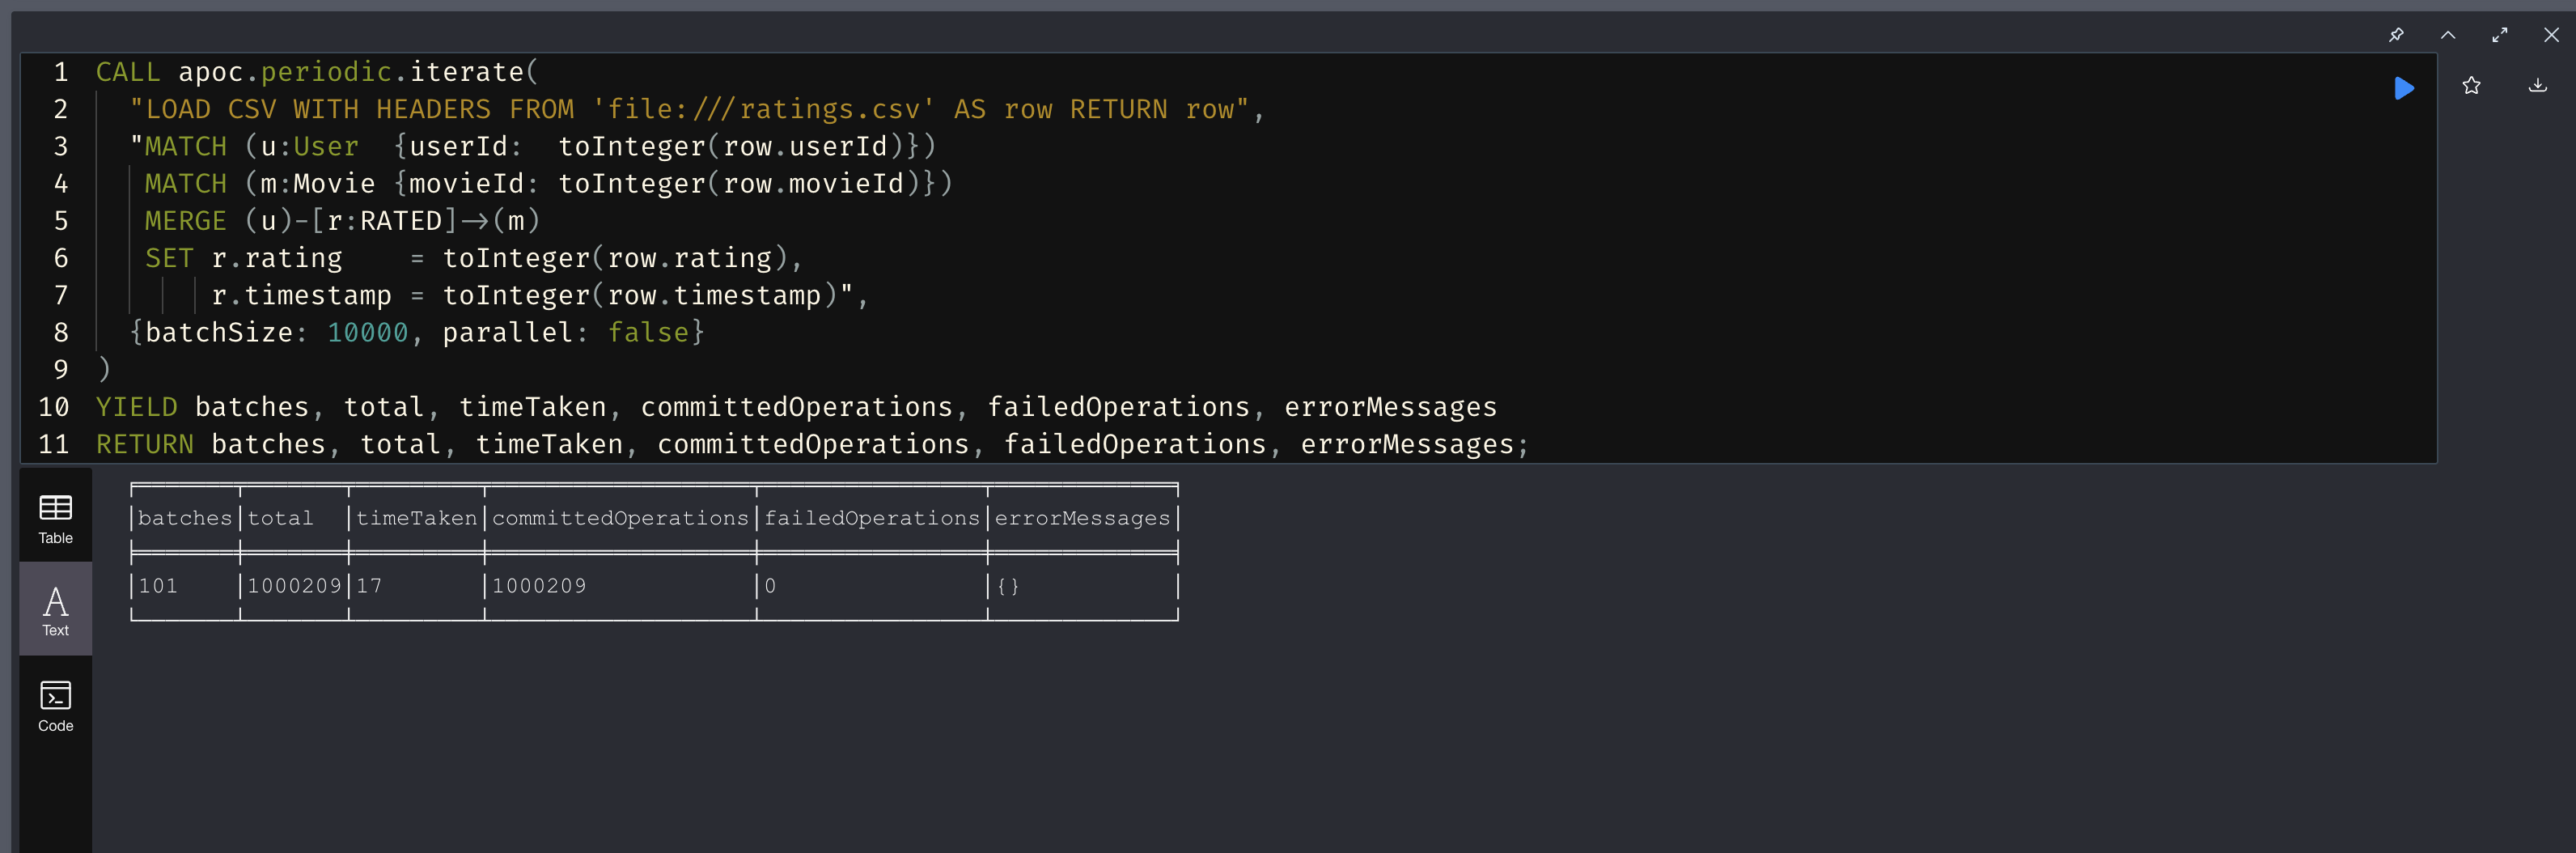 1 CALL apoc.periodic.iterate(
2   "LOAD CSV WITH HEADERS FROM 'file:///ratings.csv' AS row RETURN row",
3   "MATCH (u:User  {userId:  toInteger(row.userId)})
4    MATCH (m:Movie {movieId: toInteger(row.movieId)})
5    MERGE (u)-[r:RATED]->(m)
6    SET r.rating    = toInteger(row.rating),
7        r.timestamp = toInteger(row.timestamp)",
8   {batchSize: 10000, parallel: false}
9 )
10 YIELD batches, total, timeTaken, committedOperations, failedOperations, errorMessages
11 RETURN batches, total, timeTaken, committedOperations, failedOperations, errorMessages;
Table
Text
Code
batches total timeTaken committedOperations failedOperations errorMessages
101 1000209 17 1000209 0 {}